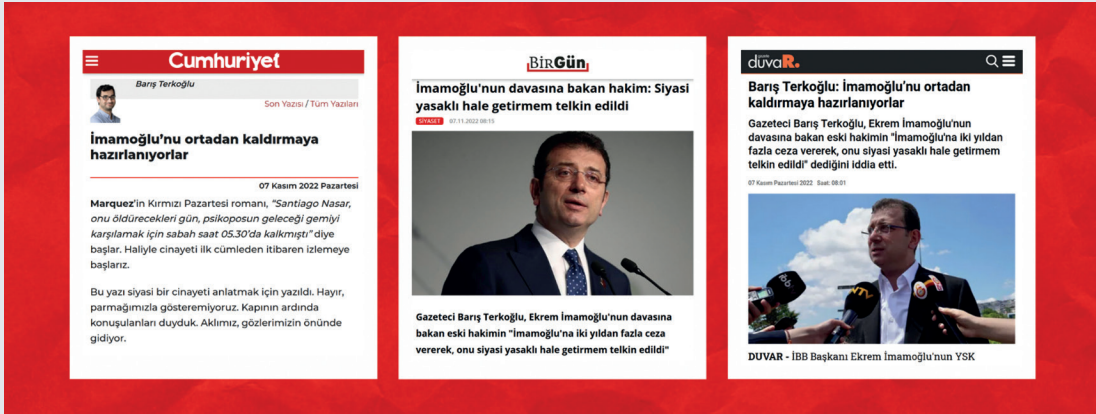 Cumhuriyet
Barış Terkoğlu
Son Yazısı / Tüm Yazıları
İmamoğlu’nu ortadan kaldırmaya
hazırlanıyorlar
07 Kasım 2022 Pazartesi
Marquez’in Kırmızı Pazartesi romanı, “Santiago Nasar,
onu öldürecekleri gün, psikoposun geleceği gemiyi
karşılamak için sabah saat 05.30’da kalkmıştı” diye
başlar. Haliyle cinayeti ilk cümleden itibaren izlemeye
başlarız.
Bu yazı siyasi bir cinayeti anlatmak için yazıldı. Hayır,
parmağımızla gösteremiyoruz. Kapının ardında
konuşulanları duyduk. Aklımız, gözlerimizin önünde
gidiyor.
BirGün
İmamoğlu'nun davasına bakan hakim: Siyasi
yasaklı hale getirmem telkin edildi
SİYASET 07.11.2022 08:15
Gazeteci Barış Terkoğlu, Ekrem İmamoğlu'nun davasına
bakan eski hakimin "İmamoğlu'na iki yıldan fazla ceza
vererek, onu siyasi yasaklı hale getirmem telkin edildi"
gazete
duvaR.
Barış Terkoğlu: İmamoğlu’nu ortadan
kaldırmaya hazırlanıyorlar
Gazeteci Barış Terkoğlu, Ekrem İmamoğlu'nun
davasına bakan eski hakimin "İmamoğlu'na iki yıldan
fazla ceza vererek, onu siyasi yasaklı hale getirmem
telkin edildi" dediğini iddia etti.
07 Kasım Pazartesi 2022 Saat: 08:01
ibb
NTV
DUVAR - İBB Başkanı Ekrem İmamoğlu'nun YSK